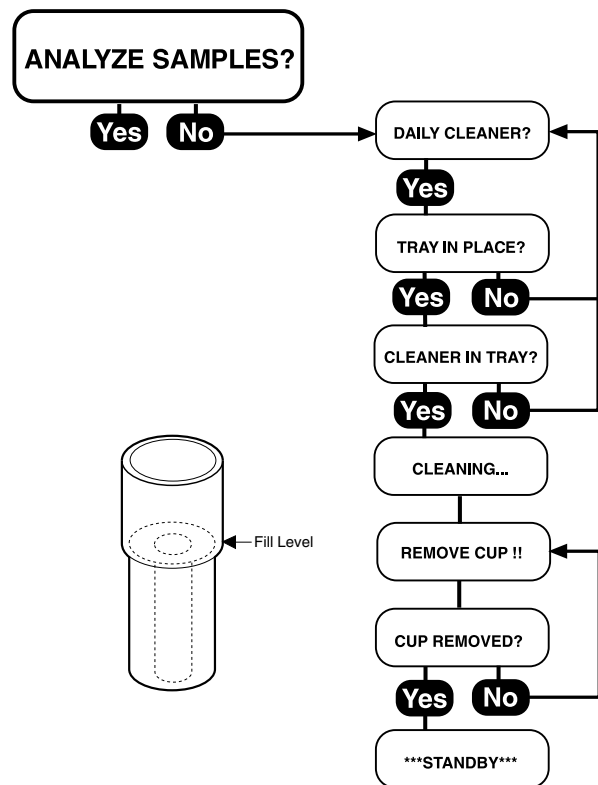 ANALYZE SAMPLES?
Yes No
DAILY CLEANER?
Yes
TRAY IN PLACE?
Yes No
CLEANER IN TRAY?
Yes No
CLEANING...
Fill Level
REMOVE CUP !!
CUP REMOVED?
Yes No
***STANDBY***